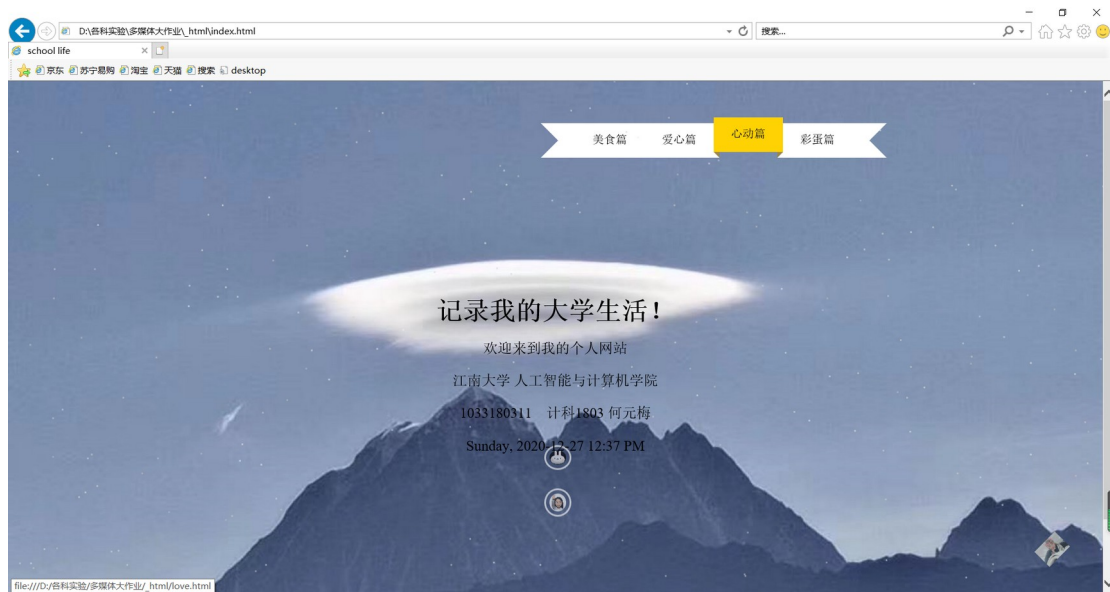 D:\各科实验\多媒体大作业\_html\index.html
搜索...
school life
京东 苏宁易购 淘宝 天猫 搜索 desktop
美食篇 爱心篇 心动篇 彩蛋篇
记录我的大学生活!
欢迎来到我的个人网站
江南大学 人工智能与计算机学院
1033180311 计科1803 何元梅
Sunday, 2020-12-27 12:37 PM
file:///D:/各科实验/多媒体大作业/_html/love.html